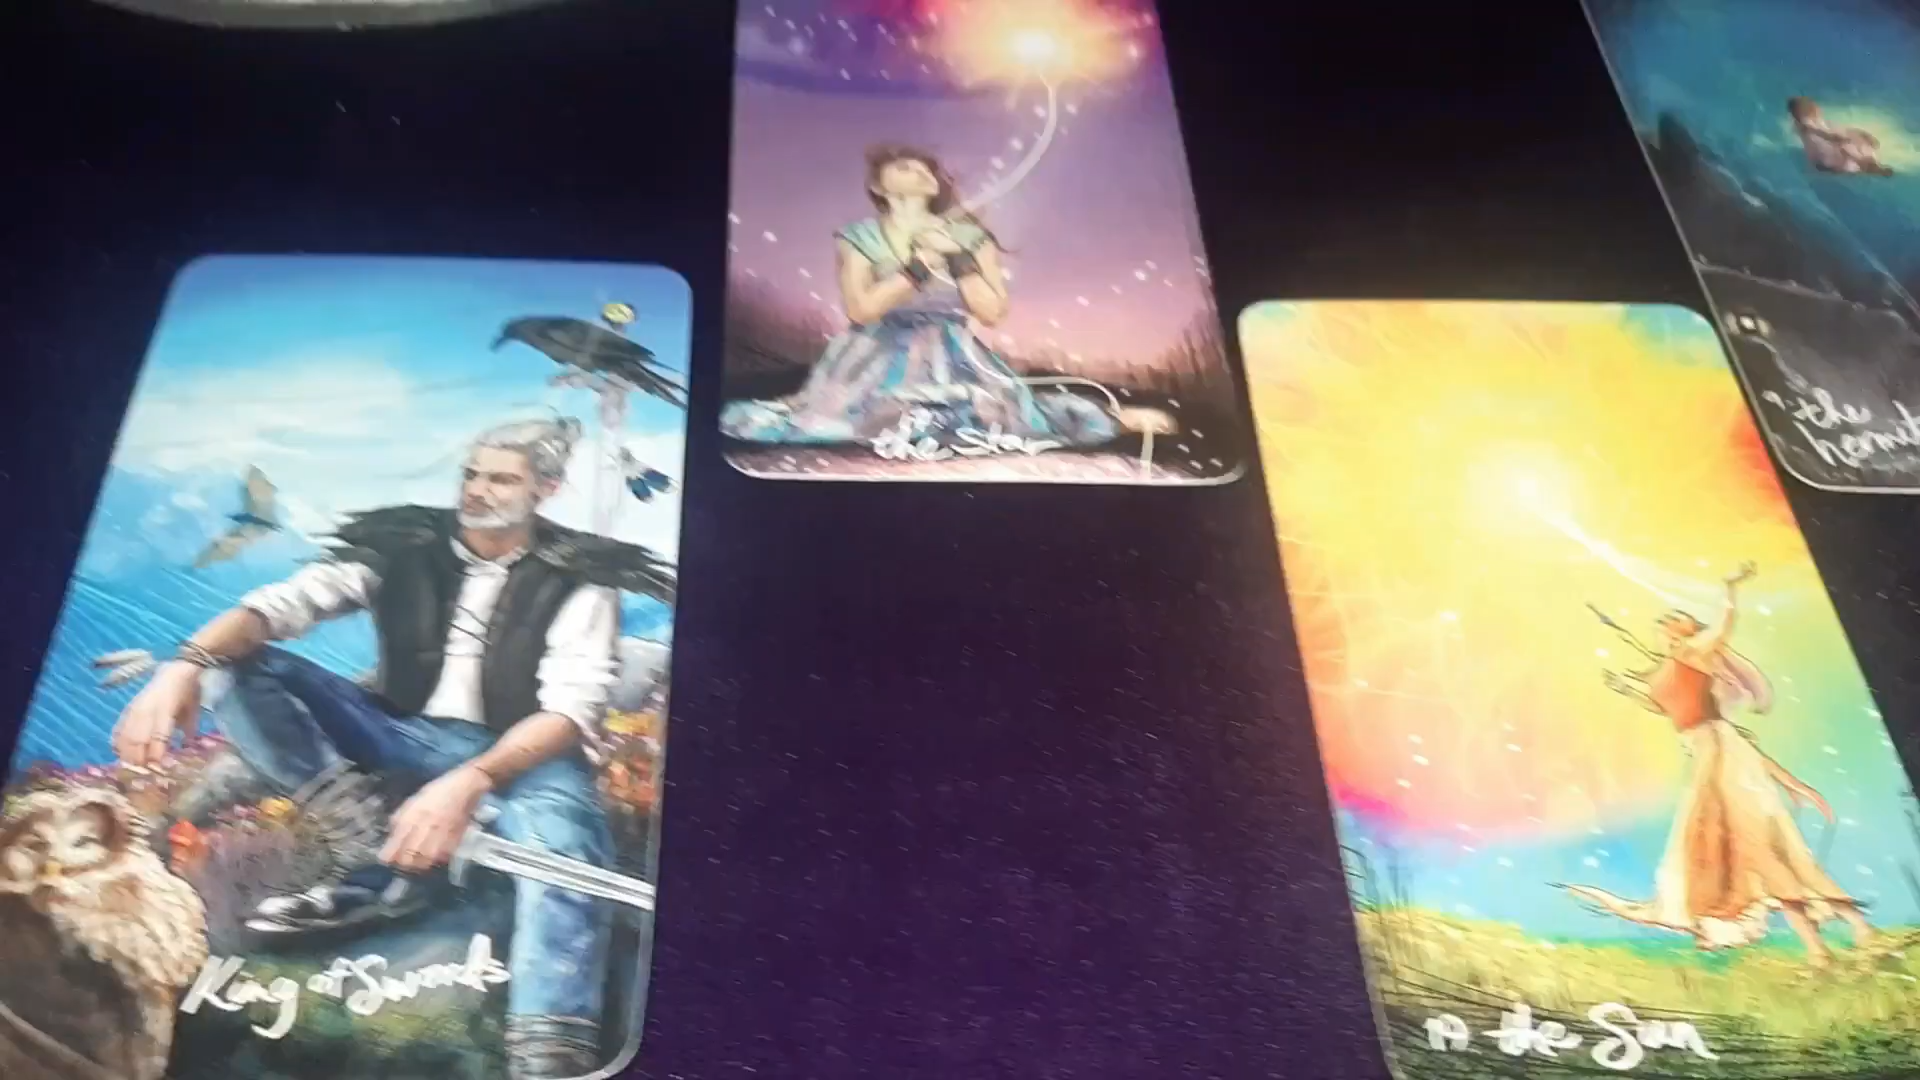 the Star
9 the
hermit
King of Swords
19 the Sun